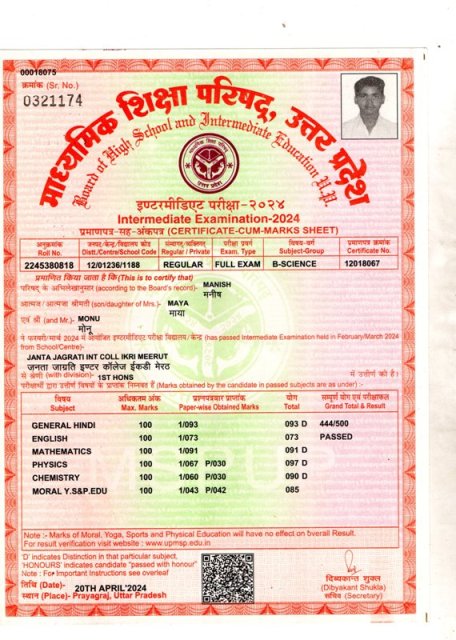 00018075
क्रमांक (Sr. No.)
0321174
माध्यमिक शिक्षा परिषद्, उत्तर प्रदेश
Board of High School and Intermediate Education U.P.
इण्टरमीडिएट परीक्षा-२०२४
Intermediate Examination-2024
प्रमाणपत्र-सह-अंकपत्र (CERTIFICATE-CUM-MARKS SHEET)
अनुक्रमांक जनपद/केन्द्र/विद्यालय कोड संस्थागत/व्यक्तिगत परीक्षा प्रवर्ग विषय-वर्ग प्रमाणपत्र क्रमांक
Roll No. Distt./Centre/School Code Regular / Private Exam. Type Subject-Group Certificate No.
2245380818 12/01236/1188 REGULAR FULL EXAM B-SCIENCE 12018067
प्रमाणित किया जाता है कि(This is to certify that)
परिषद के अभिलेखानुसार (according to the Board's record)- MANISH
मनीष
आत्मज / आत्मजा श्रीमती (son/daughter of Mrs.)- MAYA
माया
एवं श्री (and Mr.)- MONU
मोनू
ने फरवरी/मार्च 2024 में आयोजित इण्टरमीडिएट परीक्षा विद्यालय/ केन्द्र (has passed Intermediate Examination held in February/March 2024
from School/Centre)-
JANTA JAGRATI INT COLL IKRI MEERUT
जनता जाग्रति इण्टर कॉलेज ईकडी मेरठ
से श्रेणी (with division)- 1ST HONS में उत्तीर्ण की है।
परीक्षार्थी द्वारा उत्तीर्ण विषयों के प्राप्तांक निम्नवत हैं (Marks obtained by the candidate in passed subjects are as under) :-
विषय अधिकतम अंक प्रश्नपत्रवार प्राप्तांक योग सम्पूर्ण योग एवं परीक्षाफल
Subject Max. Marks Paper-wise Obtained Marks Total Grand Total & Result
GENERAL HINDI 100 1/093 093 D 444/500
ENGLISH 100 1/073 073 PASSED
MATHEMATICS 100 1/091 091 D
PHYSICS 100 1/067 P/030 097 D
CHEMISTRY 100 1/060 P/030 090 D
MORAL Y.S&P.EDU 100 1/043 P/042 085
Note :- Marks of Moral, Yoga, Sports and Physical Education will have no effect on overall Result.
For result verification visit website : www.upmsp.edu.in
'D' indicates Distinction in that particular subject,
'HONOURS' indicates candidate "passed with honour"
Note : For Important Instructions see overleaf
तिथि (Date)- 20TH APRIL'2024
स्थान (Place)- Prayagraj, Uttar Pradesh
दिव्यकान्त शुक्ल
(Dibyakant Shukla)
सचिव (Secretary)